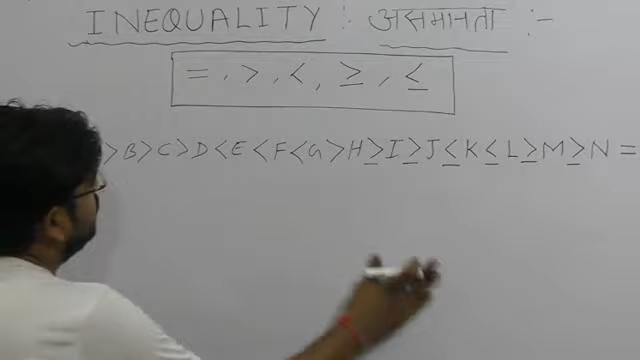 INEQUALITY : असमानता :-
= , > , < , ≥ , ≤
> B > C > D < E < F < G > H ≥ I ≥ J ≤ K ≤ L ≥ M ≥ N =